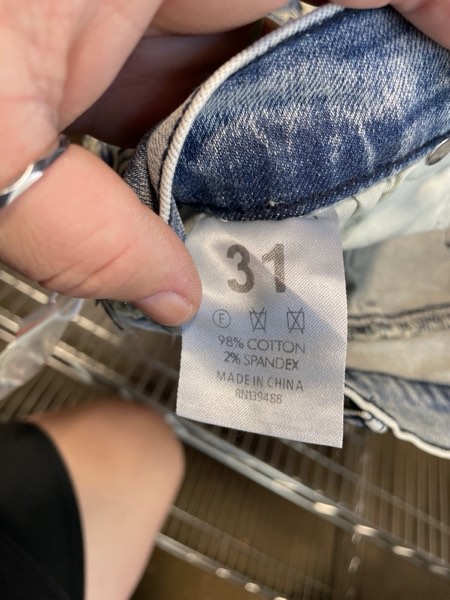 31
F
98% COTTON
2% SPANDEX
MADE IN CHINA
RN139488